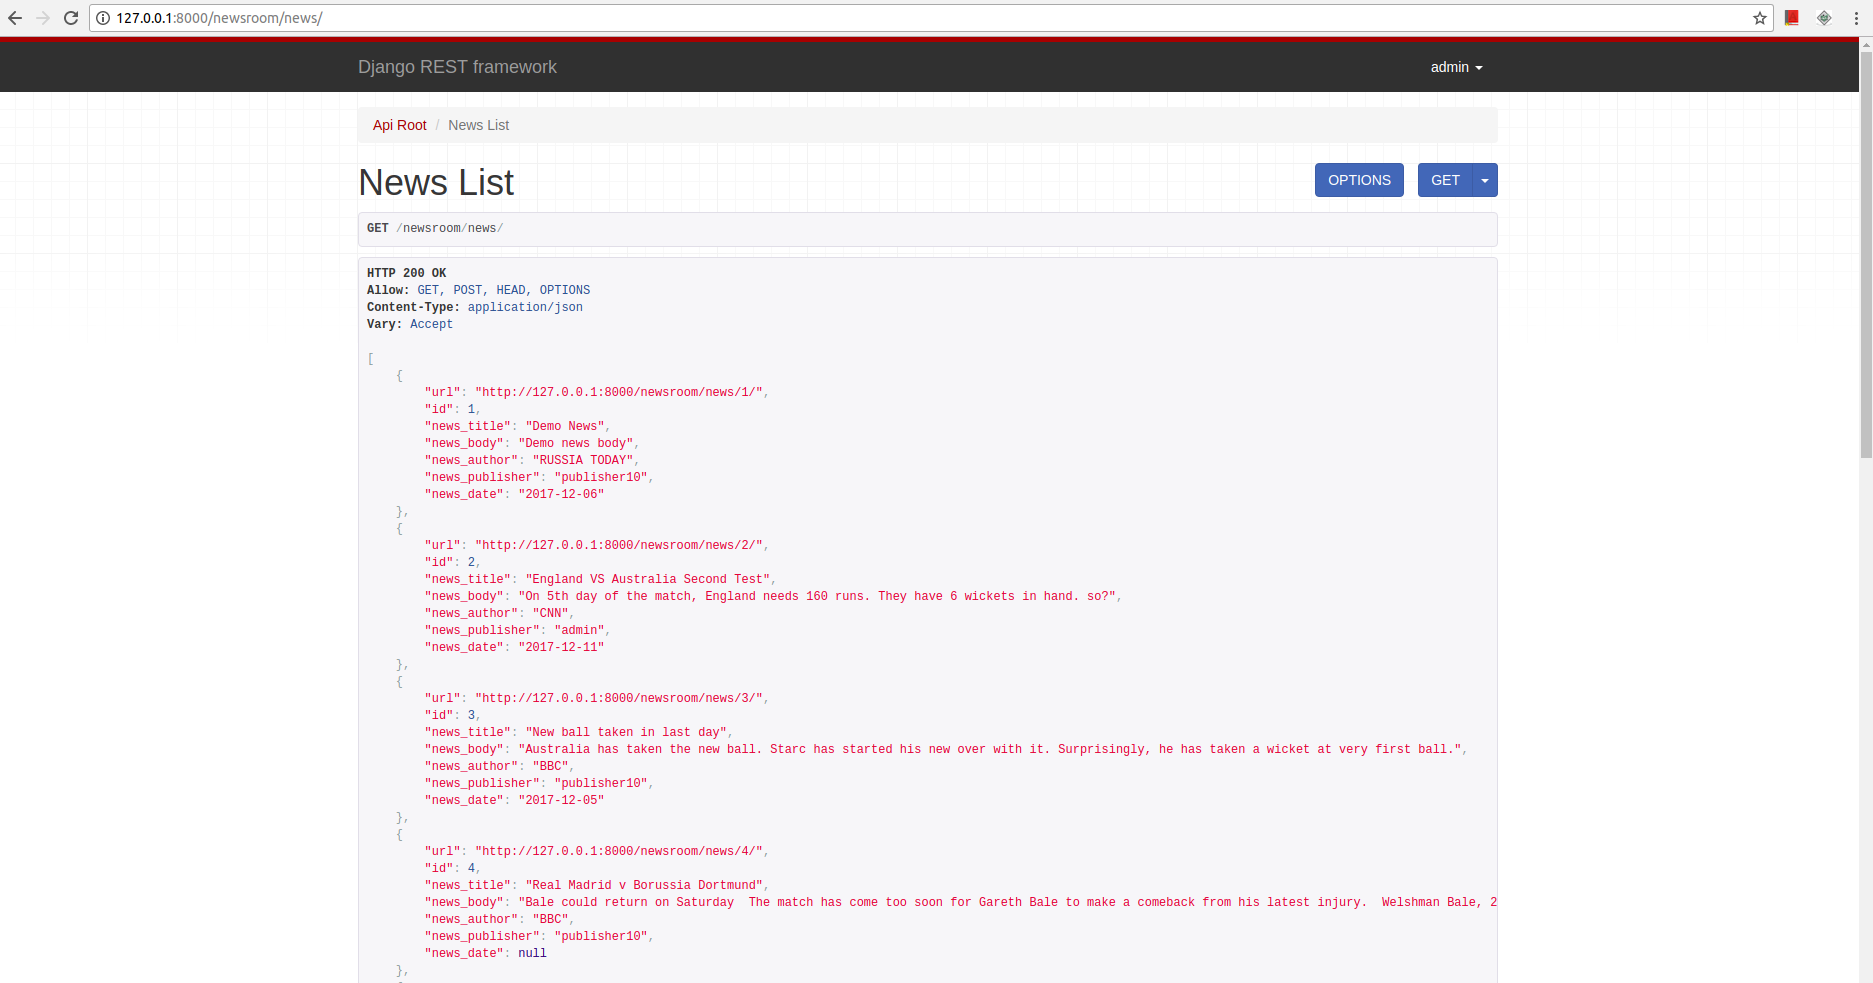 127.0.0.1:8000/newsroom/news/
Django REST framework
admin
Api Root / News List
News List
OPTIONS
GET
GET /newsroom/news/
HTTP 200 OK
Allow: GET, POST, HEAD, OPTIONS
Content-Type: application/json
Vary: Accept
[
{
"url": "http://127.0.0.1:8000/newsroom/news/1/",
"id": 1,
"news_title": "Demo News",
"news_body": "Demo news body",
"news_author": "RUSSIA TODAY",
"news_publisher": "publisher10",
"news_date": "2017-12-06"
},
{
"url": "http://127.0.0.1:8000/newsroom/news/2/",
"id": 2,
"news_title": "England VS Australia Second Test",
"news_body": "On 5th day of the match, England needs 160 runs. They have 6 wickets in hand. so?",
"news_author": "CNN",
"news_publisher": "admin",
"news_date": "2017-12-11"
},
{
"url": "http://127.0.0.1:8000/newsroom/news/3/",
"id": 3,
"news_title": "New ball taken in last day",
"news_body": "Australia has taken the new ball. Starc has started his new over with it. Surprisingly, he has taken a wicket at very first ball.",
"news_author": "BBC",
"news_publisher": "publisher10",
"news_date": "2017-12-05"
},
{
"url": "http://127.0.0.1:8000/newsroom/news/4/",
"id": 4,
"news_title": "Real Madrid v Borussia Dortmund",
"news_body": "Bale could return on Saturday  The match has come too soon for Gareth Bale to make a comeback from his latest injury.  Welshman Bale, 2
"news_author": "BBC",
"news_publisher": "publisher10",
"news_date": null
},